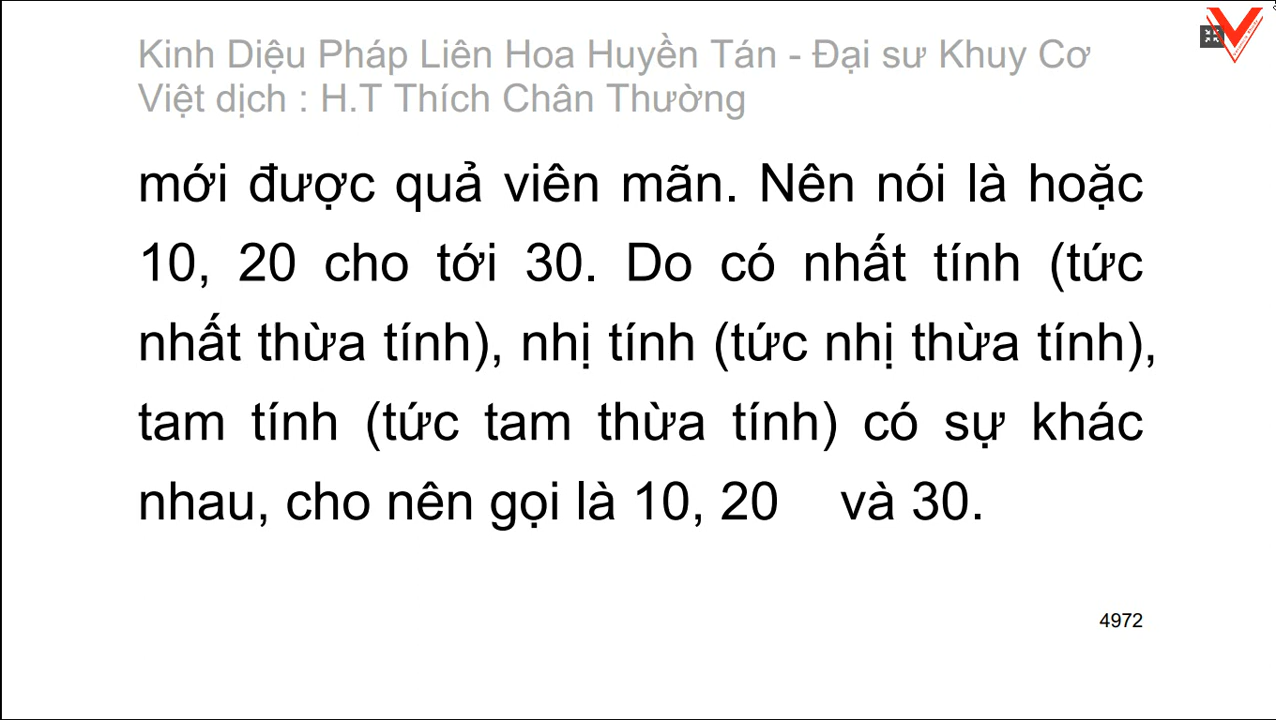 Kinh Diệu Pháp Liên Hoa Huyền Tán - Đại sư Khuy Cơ
Việt dịch : H.T Thích Chân Thường
mới được quả viên mãn. Nên nói là hoặc
10, 20 cho tới 30. Do có nhất tính (tức
nhất thừa tính), nhị tính (tức nhị thừa tính),
tam tính (tức tam thừa tính) có sự khác
nhau, cho nên gọi là 10, 20 và 30.
4972